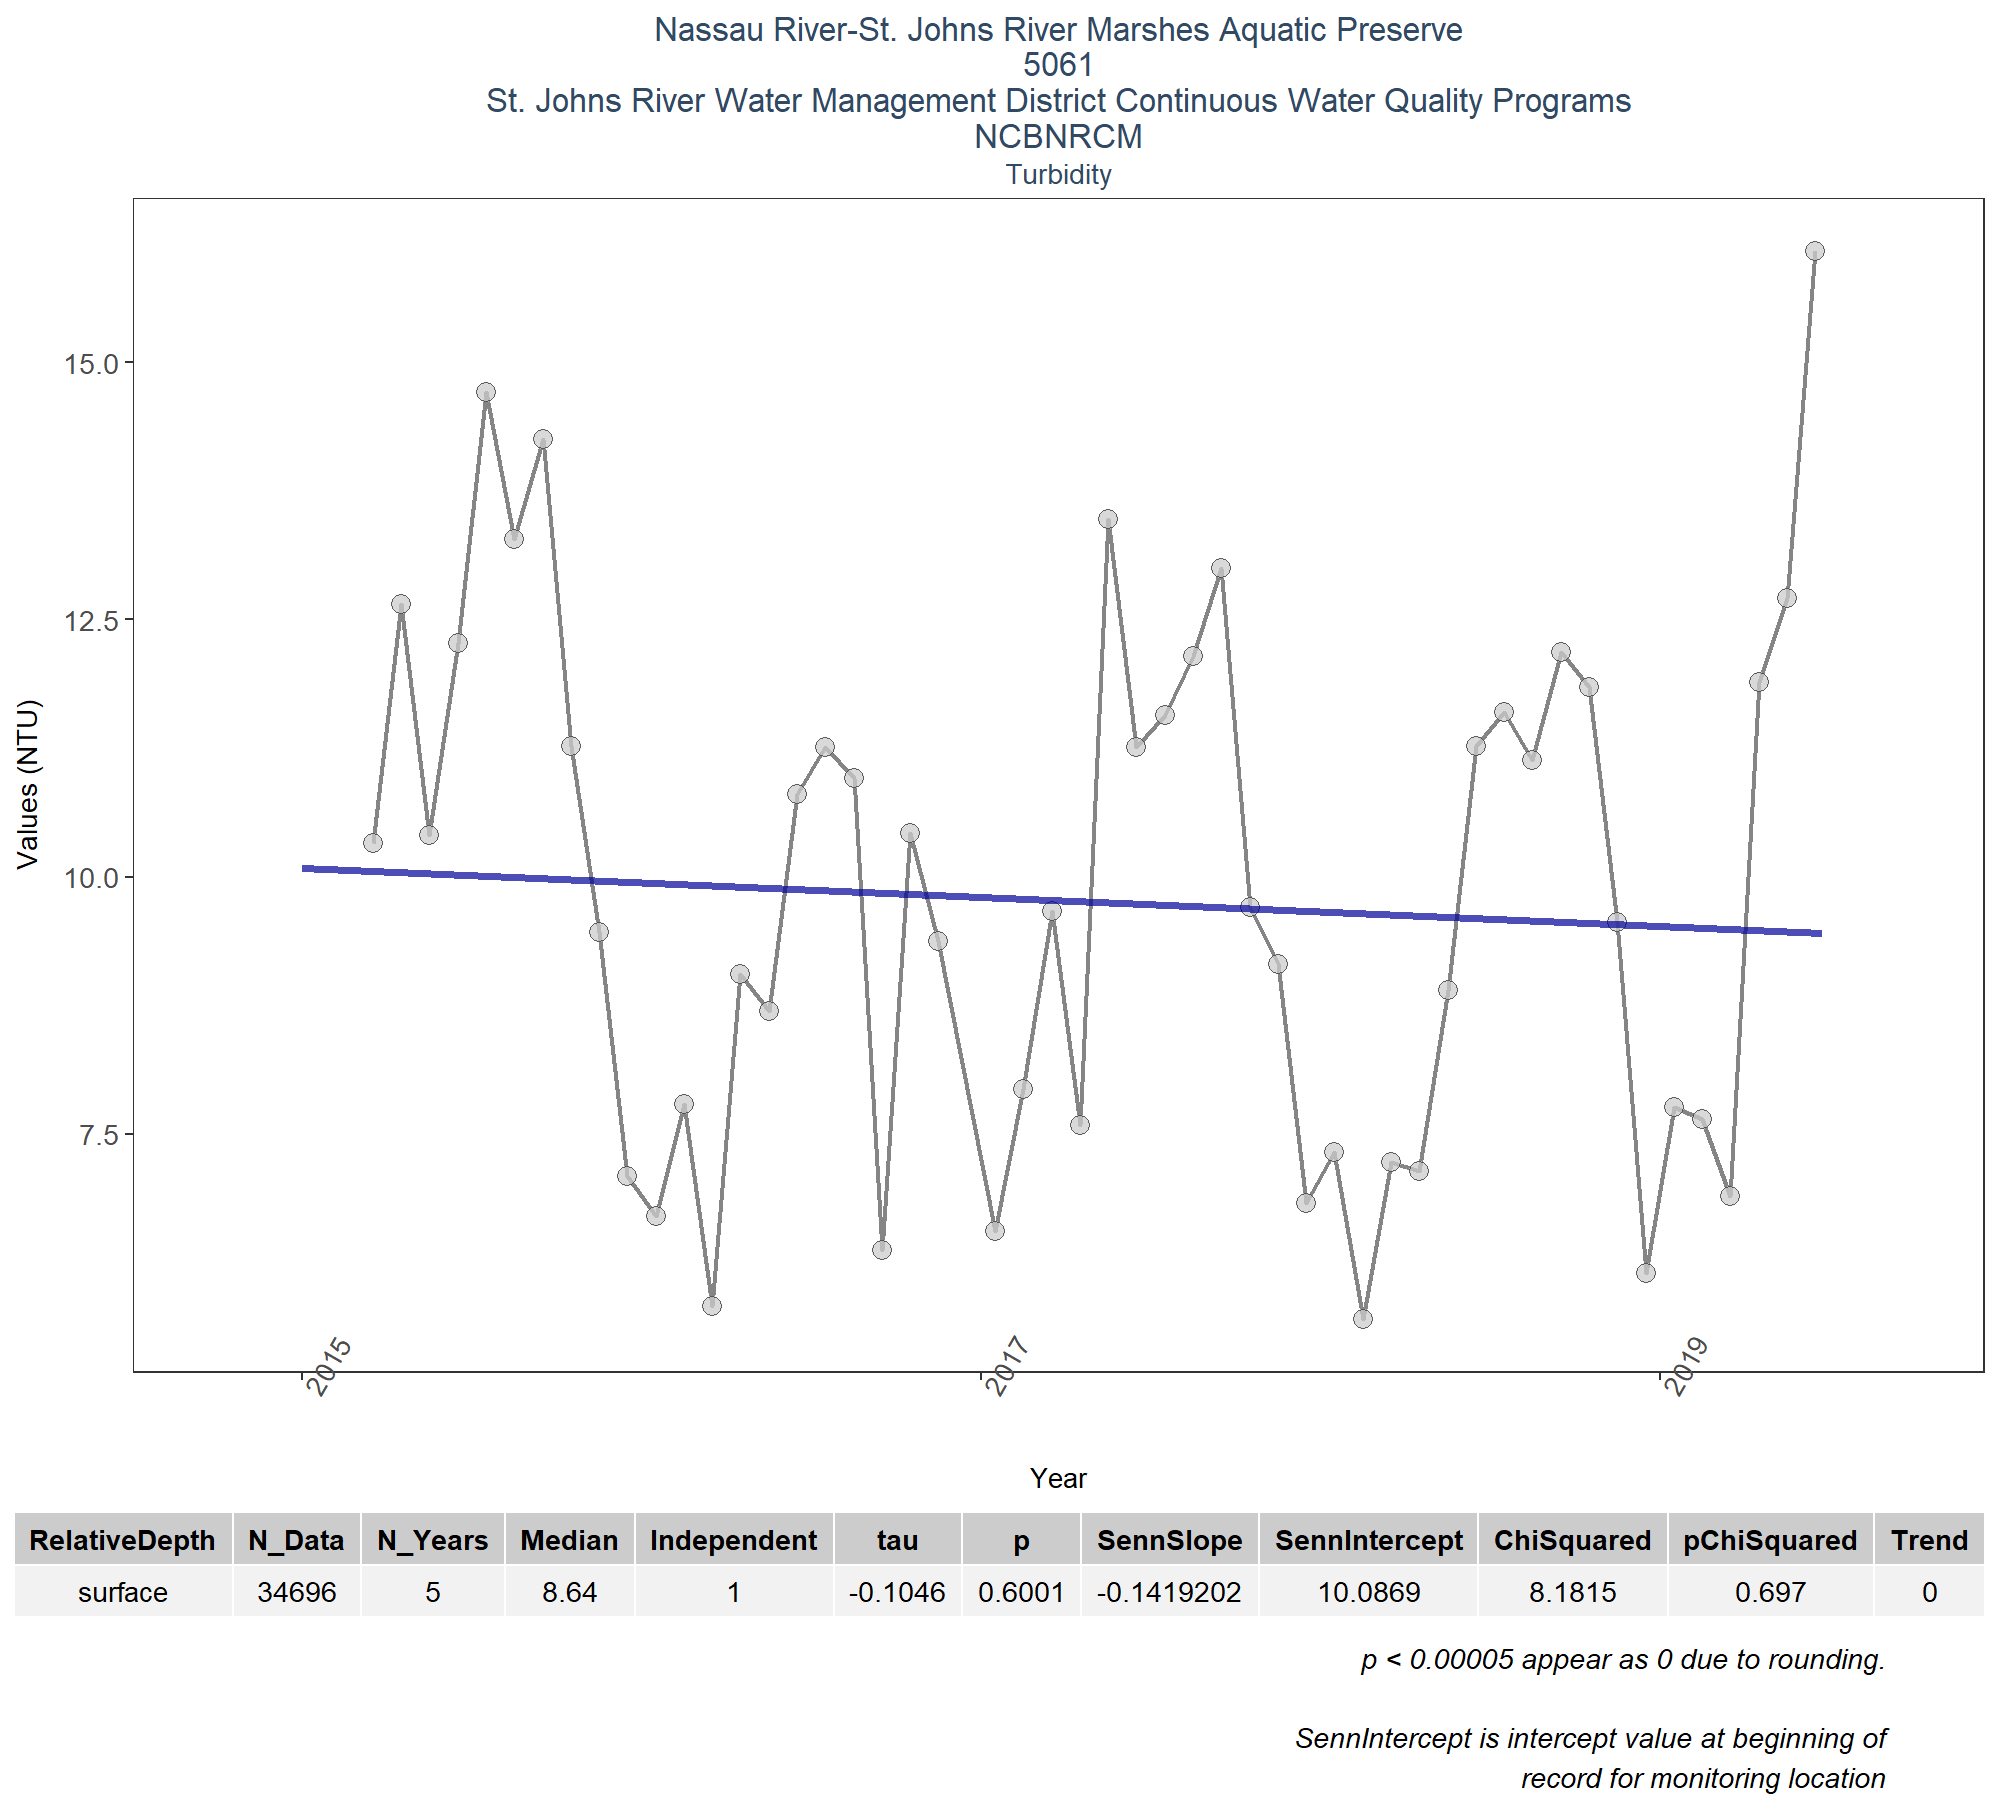 Nassau River-St. Johns River Marshes Aquatic Preserve
5061
St. Johns River Water Management District Continuous Water Quality Programs
NCBNRCM
Turbidity
Values (NTU)
15.0
12.5
10.0
7.5
2015
2017
2019
Year
RelativeDepth N_Data N_Years Median Independent tau p SennSlope SennIntercept ChiSquared pChiSquared Trend
surface 34696 5 8.64 1 -0.1046 0.6001 -0.1419202 10.0869 8.1815 0.697 0
p < 0.00005 appear as 0 due to rounding.
SennIntercept is intercept value at beginning of
record for monitoring location